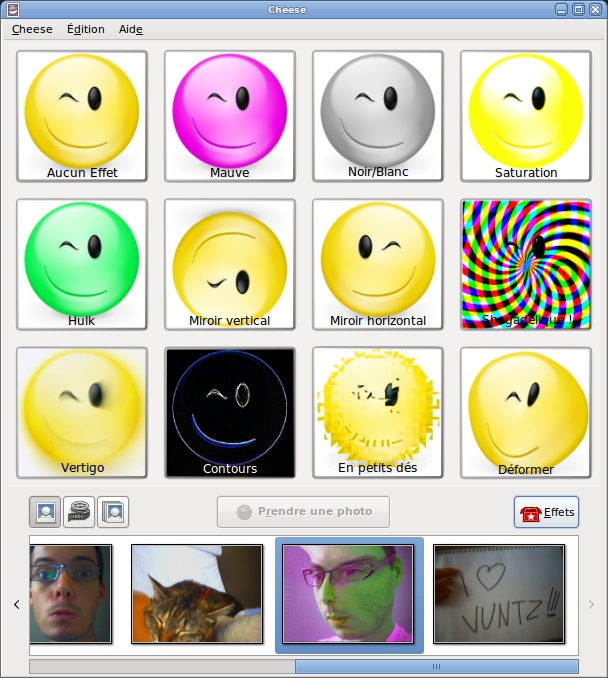 Cheese
Cheese Édition Aide
Aucun Effet Mauve Noir/Blanc Saturation
Hulk Miroir vertical Miroir horizontal Shagadelique !
Vertigo Contours En petits dés Déformer
Prendre une photo Effets
I ♡
VUNTZ!!!